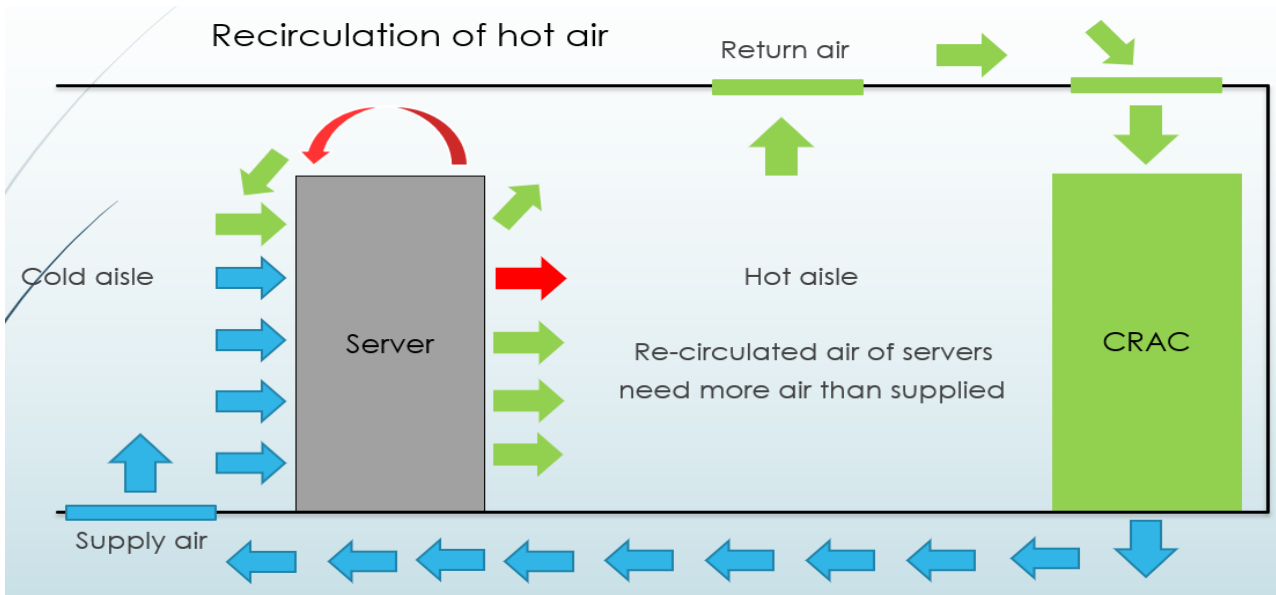 Recirculation of hot air
Return air
Cold aisle
Hot aisle
Server
Re-circulated air of servers
need more air than supplied
CRAC
Supply air